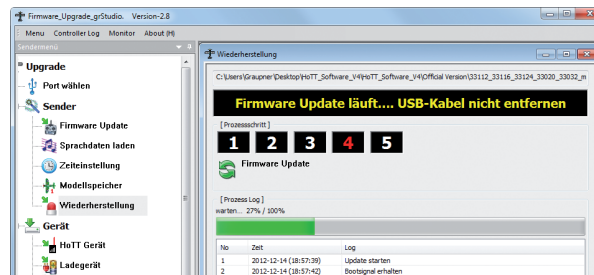 Firmware_Upgrade_grStudio. Version-2.8
Menu Controller Log Monitor About (H)
Sendermenü
Upgrade
Port wählen
Sender
Firmware Update
Sprachdaten laden
Zeiteinstellung
Modellspeicher
Wiederherstellung
Gerät
HoTT Gerät
Ladegerät
Wiederherstellung
C:\Users\Graupner\Desktop\HoTT_Software_V4\HoTT_Software_V4\Official Version\33112_33116_33124_33020_33032_m
Firmware Update läuft.... USB-Kabel nicht entfernen
[ Prozessschritt ]
1 2 3 4 5
Firmware Update
[ Prozess Log ]
warten... 27% / 100%
No Zeit Log
1 2012-12-14 (18:57:39) Update starten
2 2012-12-14 (18:57:42) Bootsignal erhalten